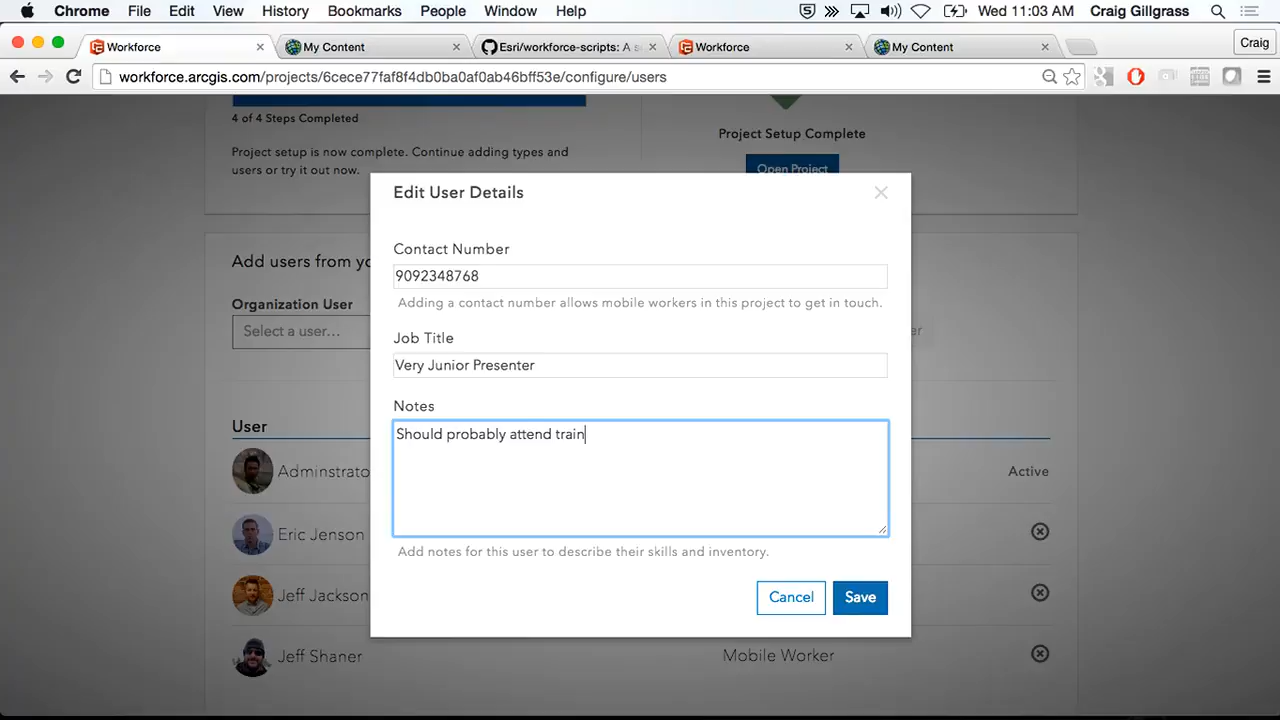 Chrome File Edit View History Bookmarks People Window Help Wed 11:03 AM Craig Gillgrass
Workforce My Content Esri/workforce-scripts: A s Workforce My Content Craig
workforce.arcgis.com/projects/6cece77faf8f4db0ba0af0ab46bff53e/configure/users
4 of 4 Steps Completed
Project setup is now complete. Continue adding types and
users or try it out now.
Project Setup Complete
Open Project
Edit User Details
Contact Number
9092348768
Adding a contact number allows mobile workers in this project to get in touch.
Job Title
Very Junior Presenter
Notes
Should probably attend train
Add notes for this user to describe their skills and inventory.
Cancel Save
Add users from yo
Organization User
Select a user...
er
User
Adminstrato Active
Eric Jenson
Jeff Jackson
Jeff Shaner Mobile Worker